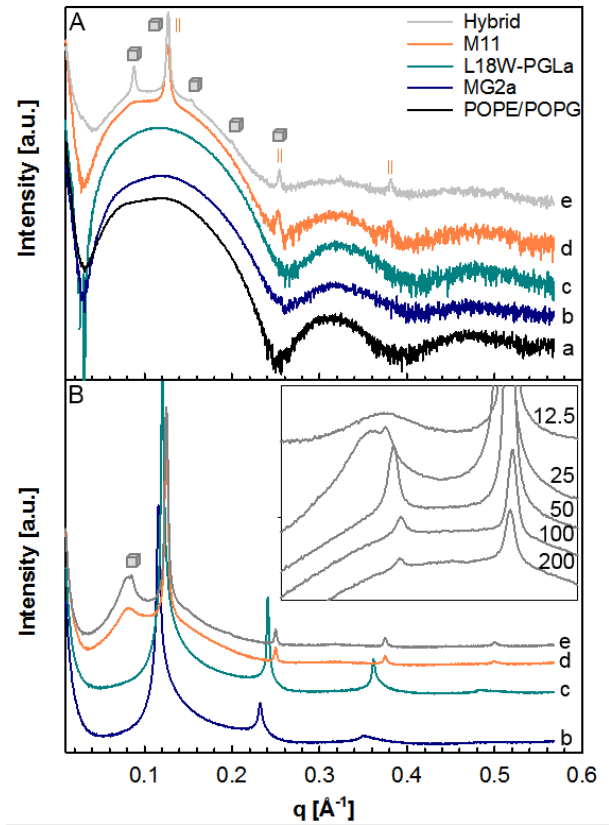 A
Hybrid
M11
L18W-PGLa
MG2a
POPE/POPG
Intensity [a.u.]
e
d
c
b
a
B
12.5
25
50
100
200
Intensity [a.u.]
e
d
c
b
0.1 0.2 0.3 0.4 0.5 0.6
q [Å⁻¹]